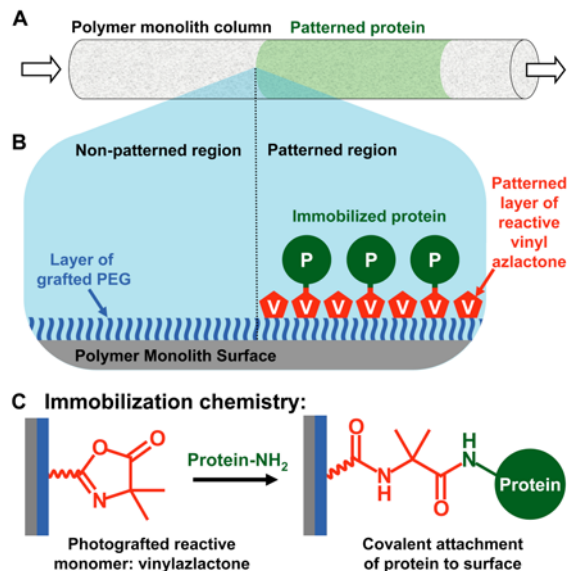 A
Polymer monolith column
Patterned protein
B
Non-patterned region
Patterned region
Patterned
layer of
reactive
vinyl
azlactone
Immobilized protein
Layer of
grafted PEG
P P P
V V V V V V V
Polymer Monolith Surface
C Immobilization chemistry:
O O
N
Protein-NH2
O
N
H
O
H
N
Protein
Photografted reactive
monomer: vinylazlactone
Covalent attachment
of protein to surface